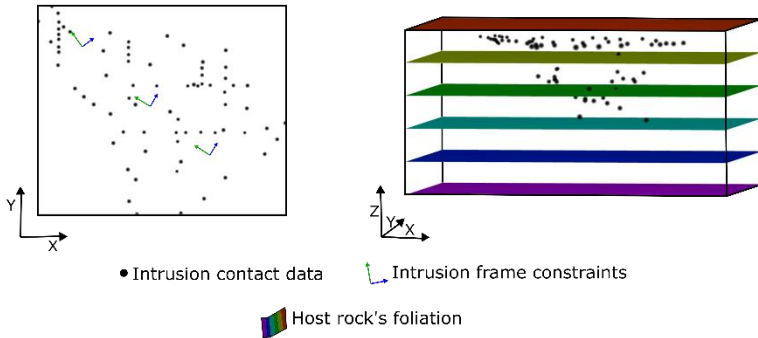 Y
X
Z
Y
X
Intrusion contact data
Intrusion frame constraints
Host rock's foliation